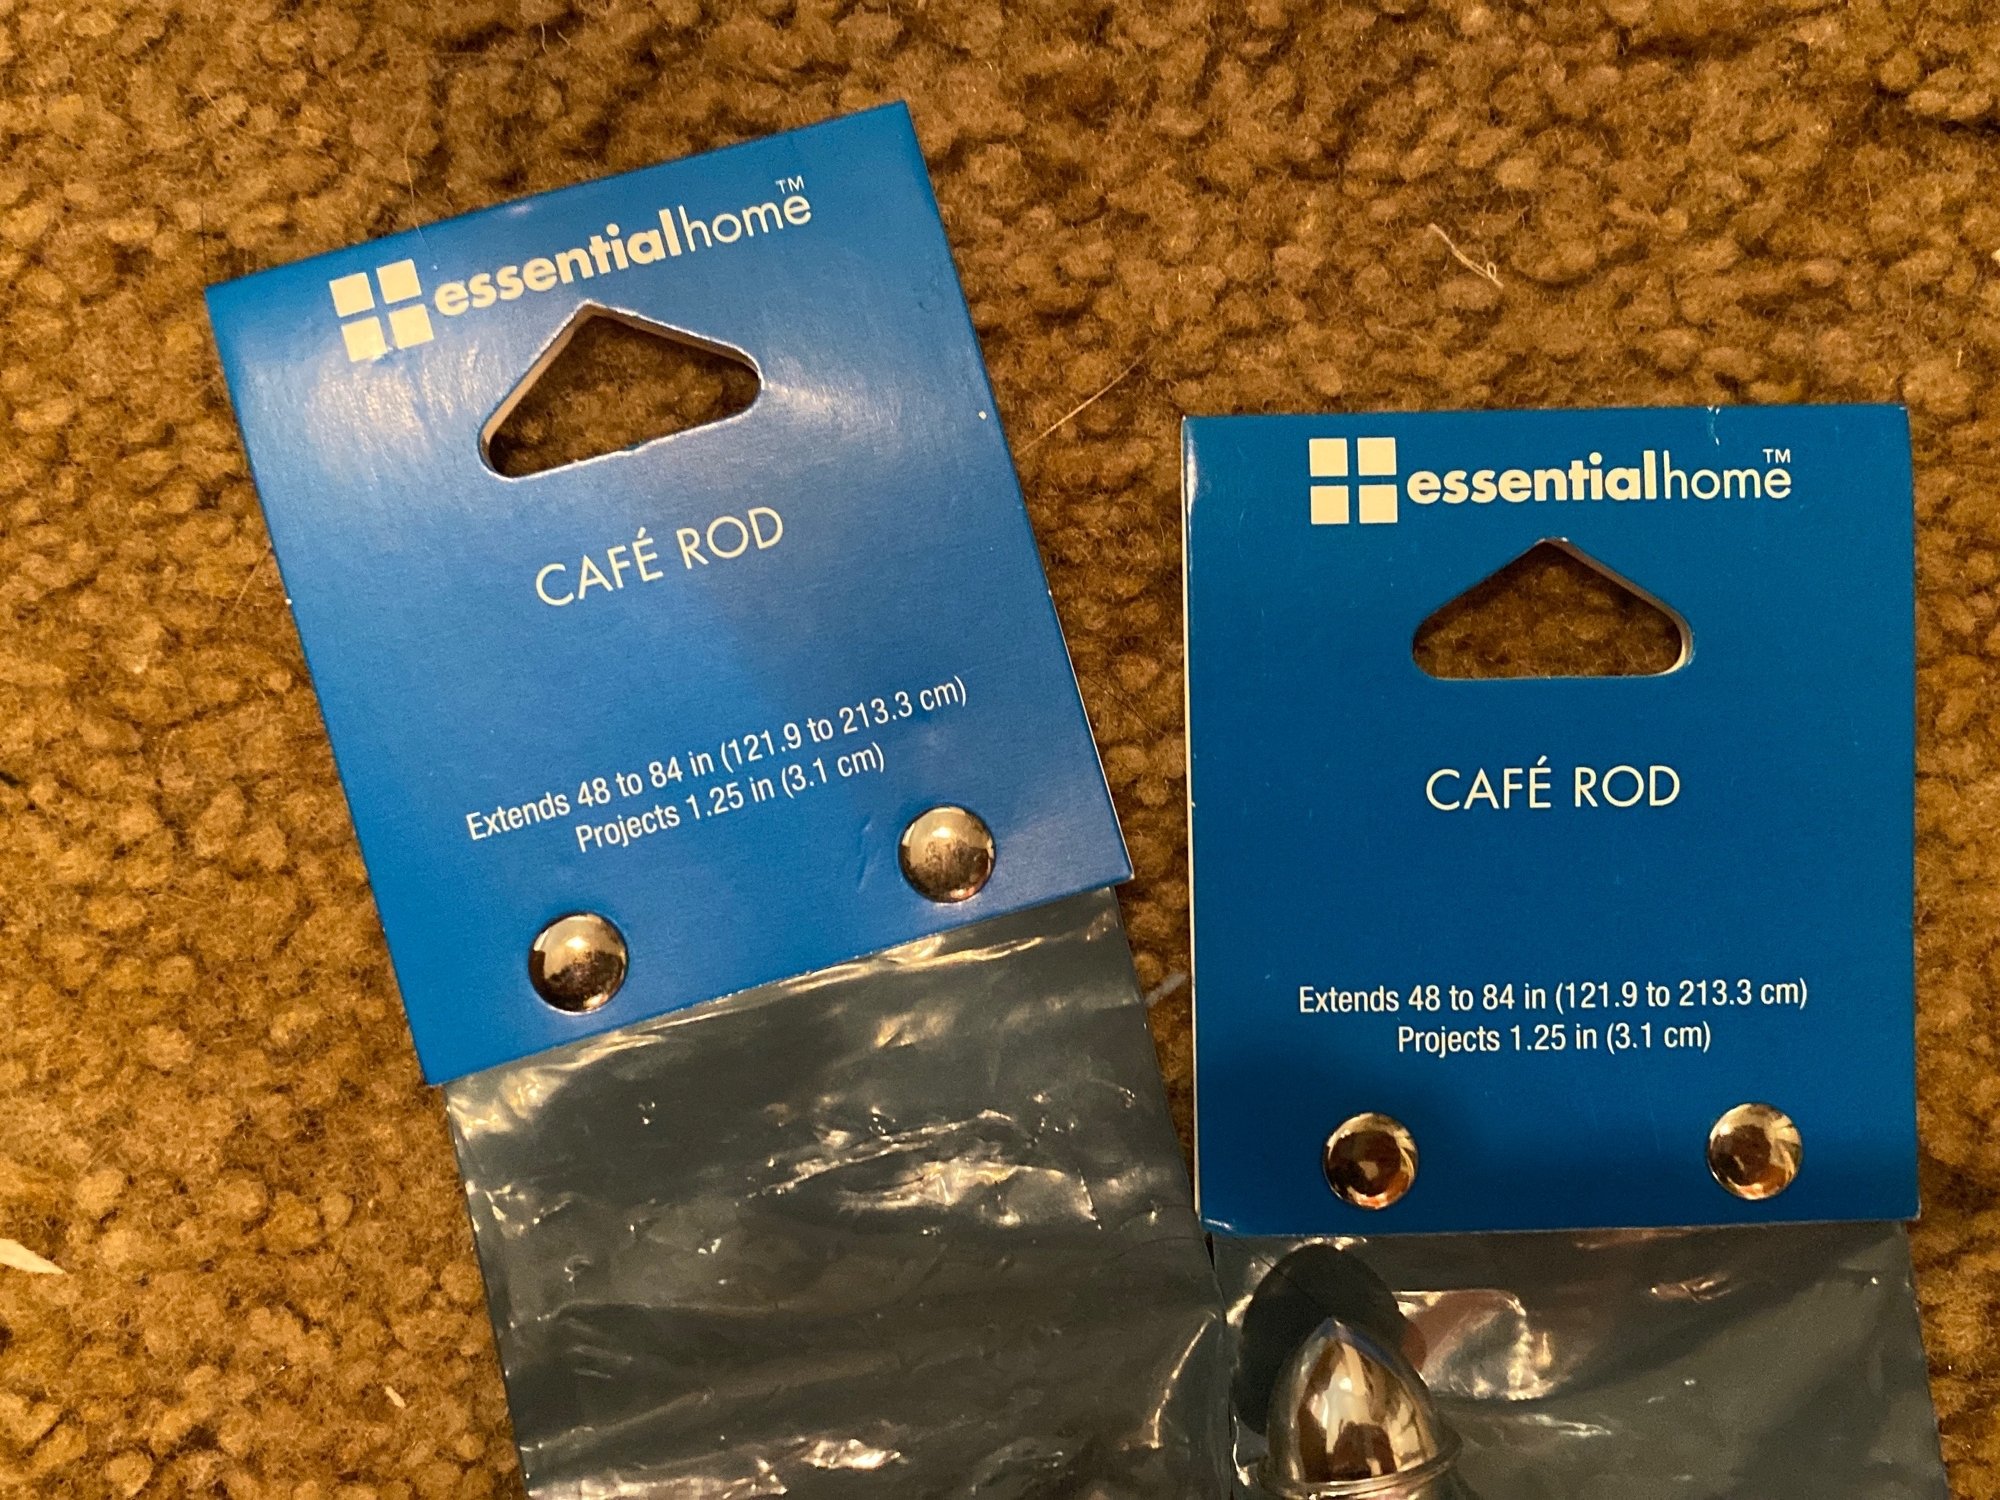 essentialhome™
CAFÉ ROD
Extends 48 to 84 in (121.9 to 213.3 cm)
Projects 1.25 in (3.1 cm)
essentialhome™
CAFÉ ROD
Extends 48 to 84 in (121.9 to 213.3 cm)
Projects 1.25 in (3.1 cm)